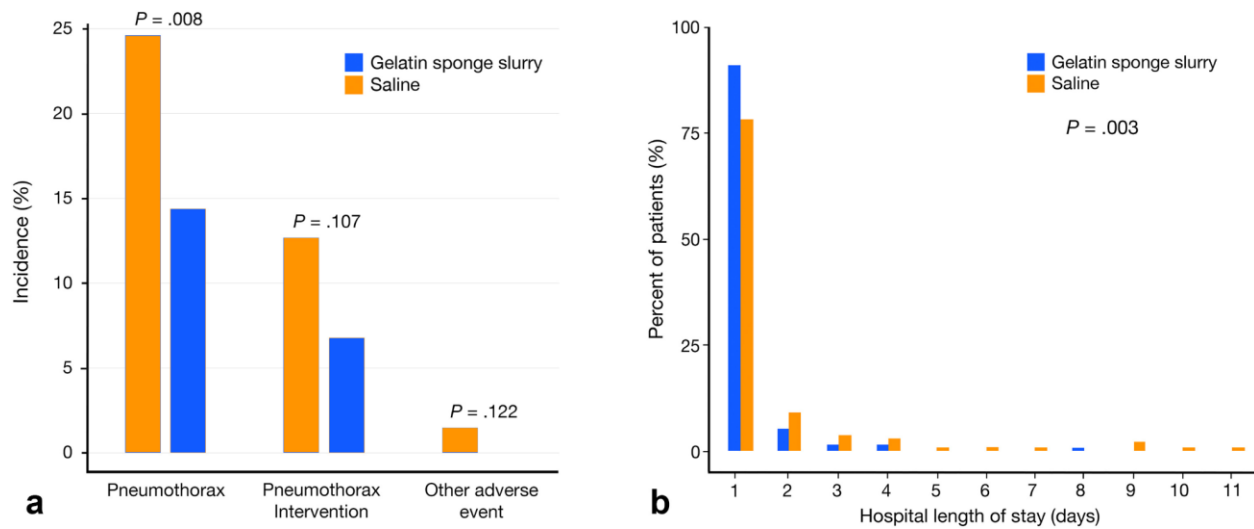 P = .008
25
20
15
10
5
0
Incidence (%)
Gelatin sponge slurry
Saline
P = .107
P = .122
Pneumothorax
Pneumothorax
Intervention
Other adverse
event
a
100
75
50
25
0
Percent of patients (%)
Gelatin sponge slurry
Saline
P = .003
1 2 3 4 5 6 7 8 9 10 11
Hospital length of stay (days)
b